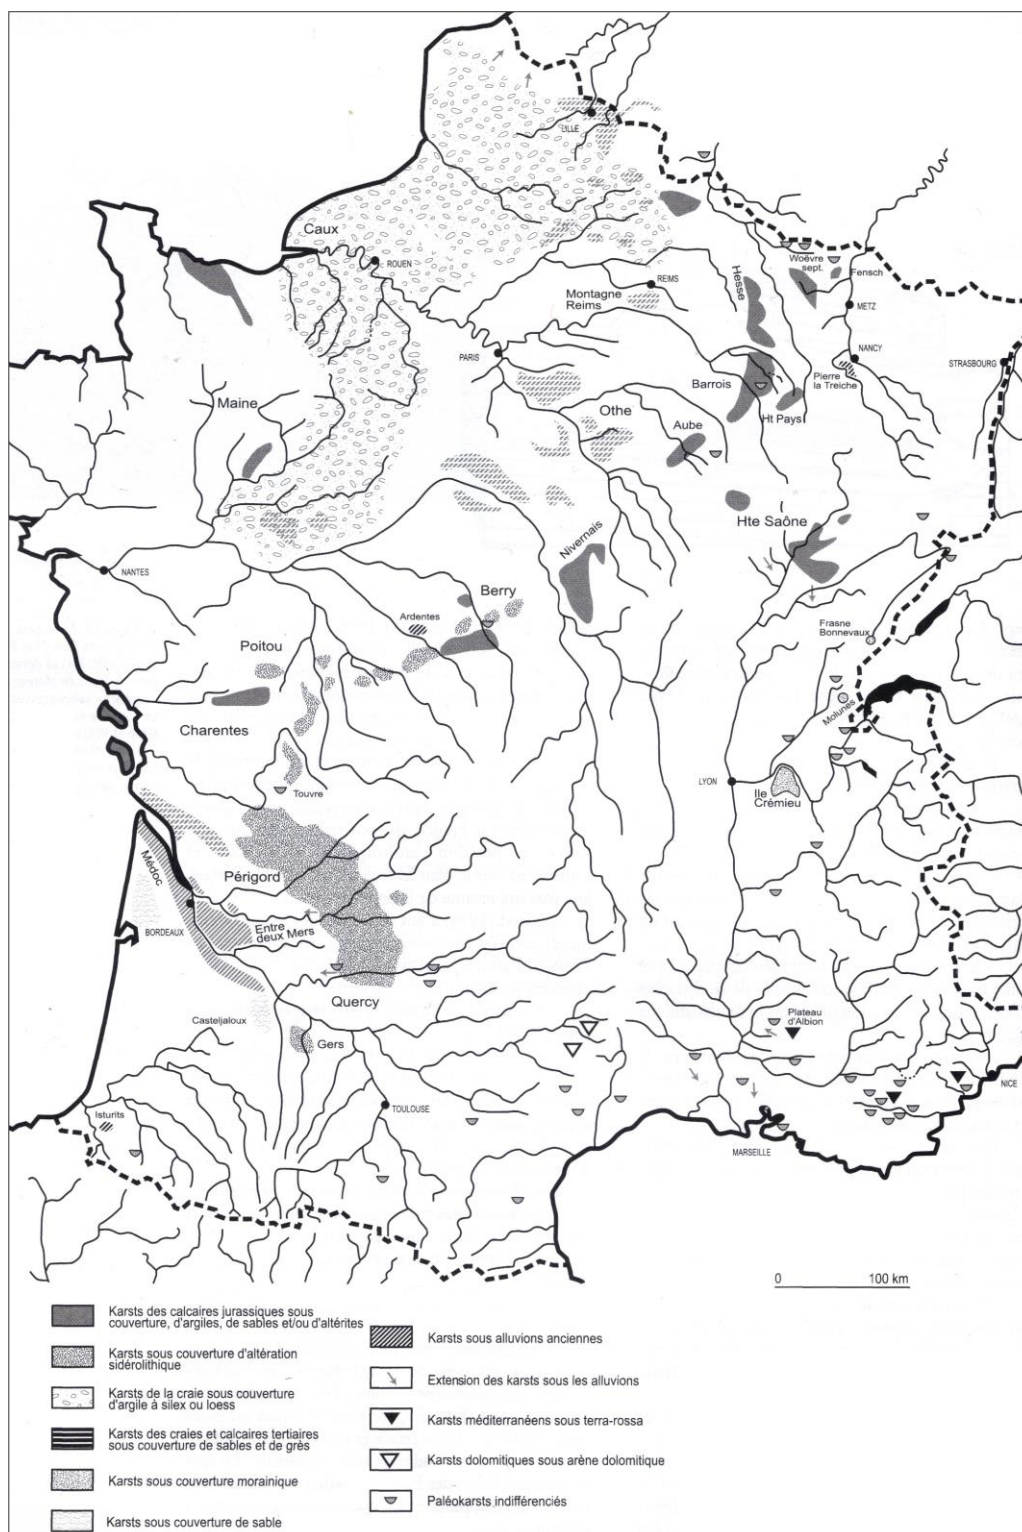 LILLE
Caux
ROUEN
Woëvre
sept.
Fensch
REIMS
Hesse
Montagne
Reims
METZ
PARIS
NANCY
STRASBOURG
Pierre
la Treiche
Barrois
Maine
Othe
Ht Pays
Aube
Hte Saône
Nivernais
NANTES
Berry
Ardentes
Frasne
Bonnevaux
Poitou
Molunes
Charentes
LYON
Ile
Crémieu
Touvre
Médoc
Périgord
BORDEAUX
Entre
deux Mers
Quercy
Plateau
d'Albion
Casteljaloux
Gers
NICE
TOULOUSE
Isturits
MARSEILLE
0 100 km
Karsts des calcaires jurassiques sous
couverture, d'argiles, de sables et/ou d'altérites
Karsts sous couverture d'altération
sidérolithique
Karsts de la craie sous couverture
d'argile à silex ou loess
Karsts des craies et calcaires tertiaires
sous couverture de sables et de grès
Karsts sous couverture morainique
Karsts sous couverture de sable
Karsts sous alluvions anciennes
Extension des karsts sous les alluvions
Karsts méditerranéens sous terra-rossa
Karsts dolomitiques sous arène dolomitique
Paléokarsts indifférenciés